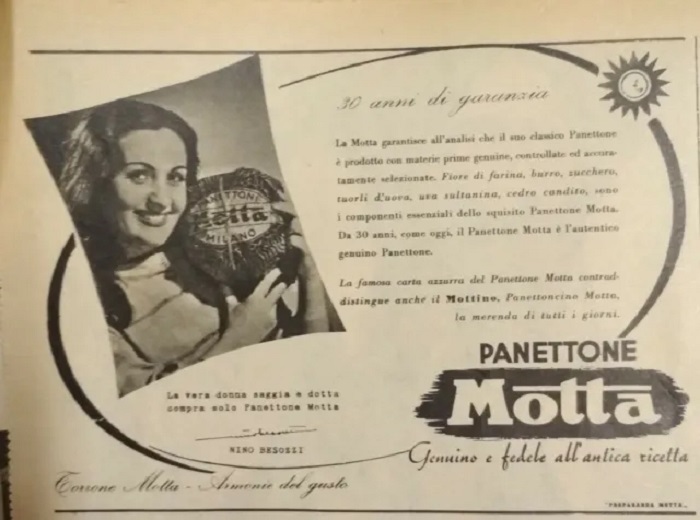 30 anni di garanzia
La Motta garantisce all'analisi che il suo classico Panettone
è prodotto con materie prime genuine, controllate ed accura-
tamente selezionate. Fiore di farina, burro, zucchero,
tuorli d'uova, uva sultanina, cedro candito, sono
i componenti essenziali dello squisito Panettone Motta.
Da 30 anni, come oggi, il Panettone Motta è l'autentico
genuino Panettone.
La famosa carta azzurra del Panettone Motta contrad-
distingue anche il Mottino, Panettoncino Motta,
la merenda di tutti i giorni.
PANETTONE
Motta
MILANO
La vera donna saggia e dotta
compra solo Panettone Motta
NINO BESOZZI
PANETTONE
Motta
Genuino e fedele all'antica ricetta
Torrone Motta - Armonie del gusto
"PROPAGANDA MOTTA"